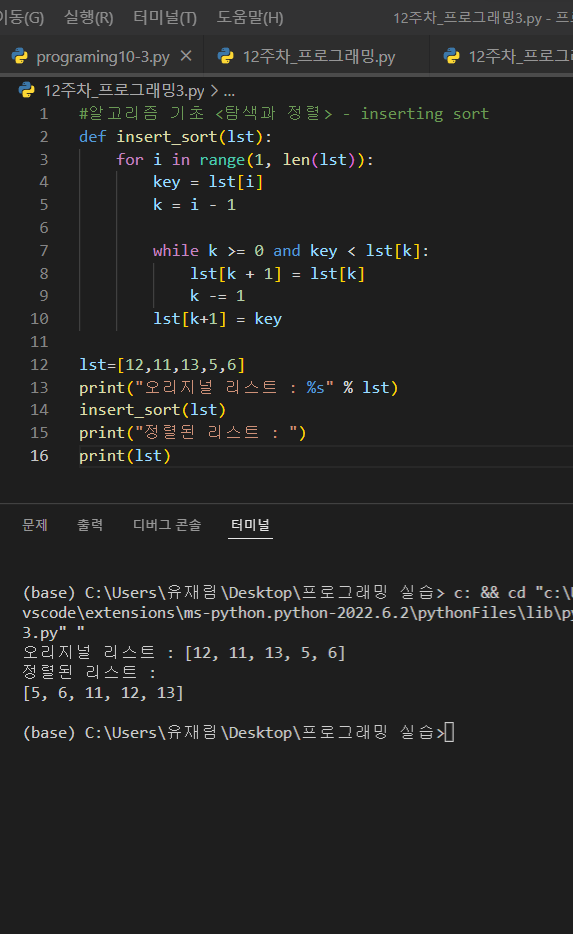 이동(G) 실행(R) 터미널(T) 도움말(H) 12주차_프로그래밍3.py - 프
programing10-3.py 12주차_프로그래밍.py 12주차_프
12주차_프로그래밍3.py > ...
1 #알고리즘 기초 <탐색과 정렬> - inserting sort
2 def insert_sort(lst):
3 for i in range(1, len(lst)):
4 key = lst[i]
5 k = i - 1
6
7 while k >= 0 and key < lst[k]:
8 lst[k + 1] = lst[k]
9 k -= 1
10 lst[k+1] = key
11
12 lst=[12,11,13,5,6]
13 print("오리지널 리스트 : %s" % lst)
14 insert_sort(lst)
15 print("정렬된 리스트 : ")
16 print(lst)
문제 출력 디버그 콘솔 터미널
(base) C:\Users\유재림\Desktop\프로그래밍 실습> c: && cd "c:\
vscode\extensions\ms-python.python-2022.6.2\pythonFiles\lib\py
3.py" "
오리지널 리스트 : [12, 11, 13, 5, 6]
정렬된 리스트 :
[5, 6, 11, 12, 13]
(base) C:\Users\유재림\Desktop\프로그래밍 실습>